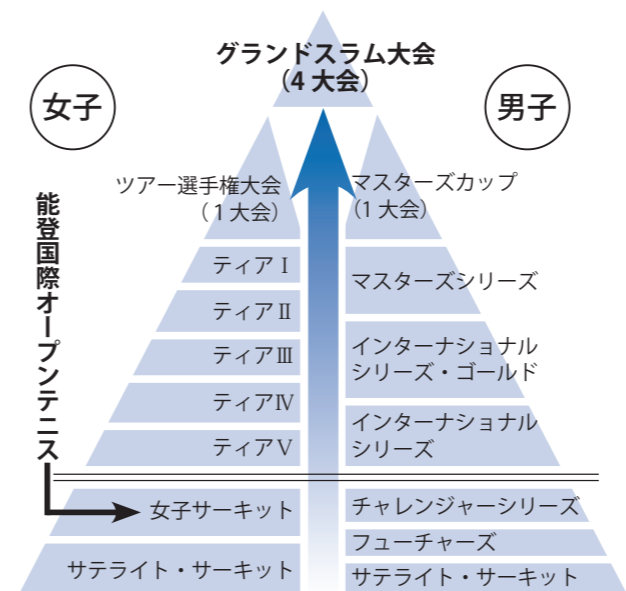 グランドスラム大会
（4 大会）
女子
男子
能登国際オープンテニス
ツアー選手権大会
（１大会）
ティアⅠ
ティアⅡ
ティアⅢ
ティアⅣ
ティアⅤ
女子サーキット
サテライト・サーキット
マスターズカップ
（1 大会）
マスターズシリーズ
インターナショナル
シリーズ・ゴールド
インターナショナル
シリーズ
チャレンジャーシリーズ
フューチャーズ
サテライト・サーキット